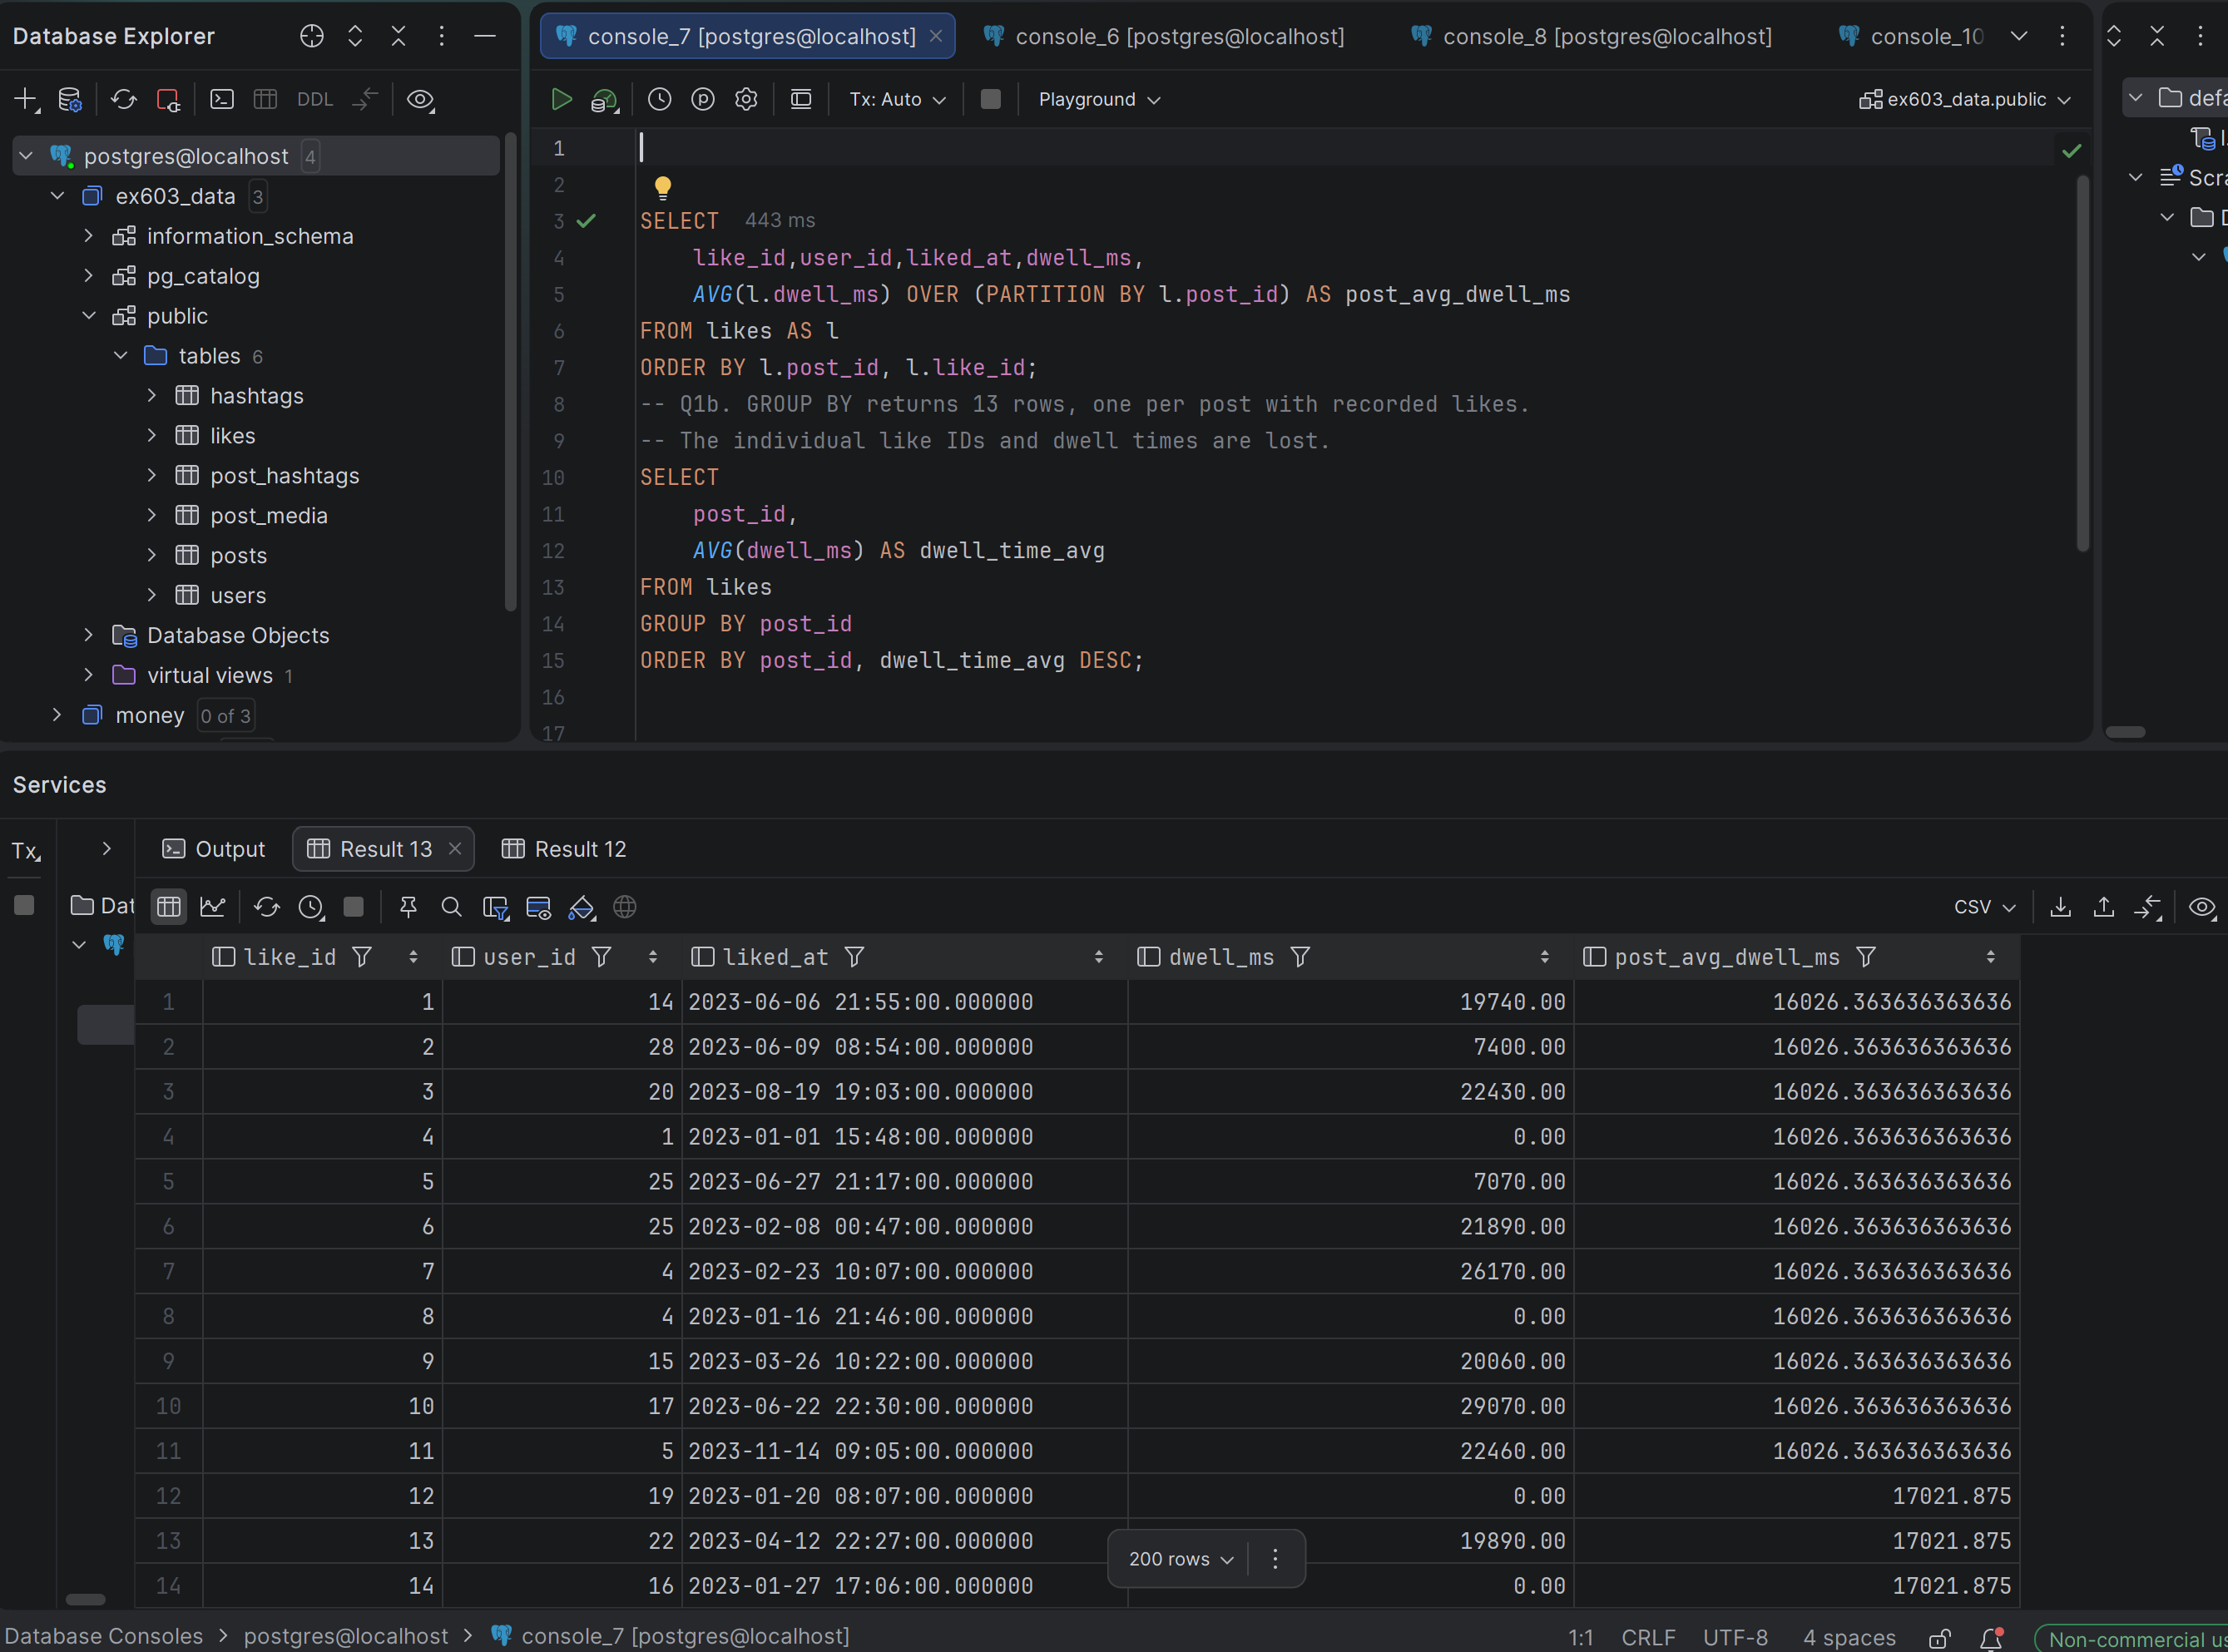 Database Explorer
DDL
postgres@localhost 4
ex603_data 3
information_schema
pg_catalog
public
tables 6
hashtags
likes
post_hashtags
post_media
posts
users
Database Objects
virtual views 1
money 0 of 3
console_7 [postgres@localhost]
console_6 [postgres@localhost]
console_8 [postgres@localhost]
console_10
Tx: Auto
Playground
ex603_data.public
1
2
3 SELECT 443 ms
4 like_id,user_id,liked_at,dwell_ms,
5 AVG(l.dwell_ms) OVER (PARTITION BY l.post_id) AS post_avg_dwell_ms
6 FROM likes AS l
7 ORDER BY l.post_id, l.like_id;
8 -- Q1b. GROUP BY returns 13 rows, one per post with recorded likes.
9 -- The individual like IDs and dwell times are lost.
10 SELECT
11 post_id,
12 AVG(dwell_ms) AS dwell_time_avg
13 FROM likes
14 GROUP BY post_id
15 ORDER BY post_id, dwell_time_avg DESC;
16
17
defa
Scra
Services
Tx
Output
Result 13
Result 12
Dat
CSV
like_id user_id liked_at dwell_ms post_avg_dwell_ms
1 1 14 2023-06-06 21:55:00.000000 19740.00 16026.363636363636
2 2 28 2023-06-09 08:54:00.000000 7400.00 16026.363636363636
3 3 20 2023-08-19 19:03:00.000000 22430.00 16026.363636363636
4 4 1 2023-01-01 15:48:00.000000 0.00 16026.363636363636
5 5 25 2023-06-27 21:17:00.000000 7070.00 16026.363636363636
6 6 25 2023-02-08 00:47:00.000000 21890.00 16026.363636363636
7 7 4 2023-02-23 10:07:00.000000 26170.00 16026.363636363636
8 8 4 2023-01-16 21:46:00.000000 0.00 16026.363636363636
9 9 15 2023-03-26 10:22:00.000000 20060.00 16026.363636363636
10 10 17 2023-06-22 22:30:00.000000 29070.00 16026.363636363636
11 11 5 2023-11-14 09:05:00.000000 22460.00 16026.363636363636
12 12 19 2023-01-20 08:07:00.000000 0.00 17021.875
13 13 22 2023-04-12 22:27:00.000000 19890.00 17021.875
14 14 16 2023-01-27 17:06:00.000000 0.00 17021.875
200 rows
Database Consoles > postgres@localhost > console_7 [postgres@localhost]
1:1 CRLF UTF-8 4 spaces Non-commercial us